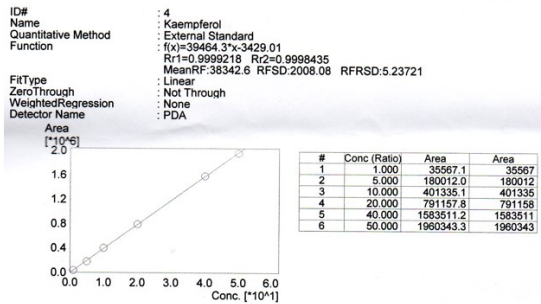 ID# : 4
Name : Kaempferol
Quantitative Method : External Standard
Function : f(x)=39464.3*x-3429.01
Rr1=0.9999218 Rr2=0.9998435
MeanRF:38342.6 RFSD:2008.08 RFRSD:5.23721
FitType : Linear
ZeroThrough : Not Through
WeightedRegression : None
Detector Name : PDA
Area
[*10^6]
2.0
1.6
1.2
0.8
0.4
0.0
0.0 1.0 2.0 3.0 4.0 5.0 6.0
Conc. [*10^1]
# Conc (Ratio) Area Area
1 1.000 35567.1 35567
2 5.000 180012.0 180012
3 10.000 401335.1 401335
4 20.000 791157.8 791158
5 40.000 1583511.2 1583511
6 50.000 1960343.3 1960343